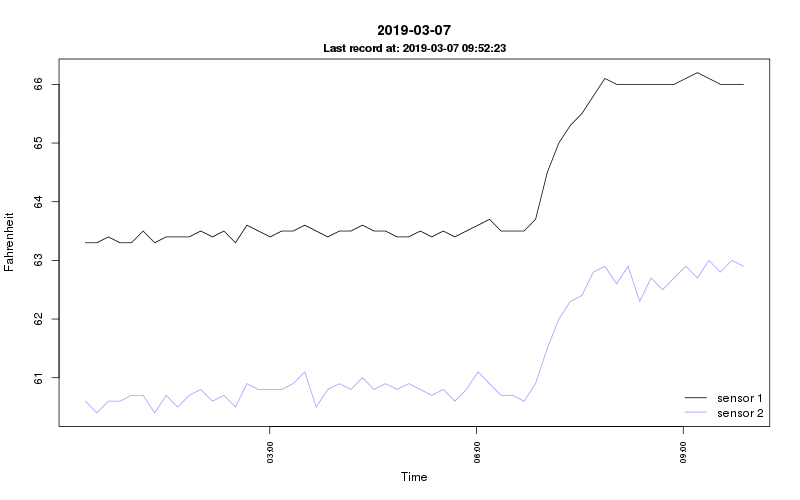 2019-03-07
Last record at: 2019-03-07 09:52:23
Fahrenheit
66
65
64
63
62
61
sensor 1
sensor 2
03:00
06:00
09:00
Time